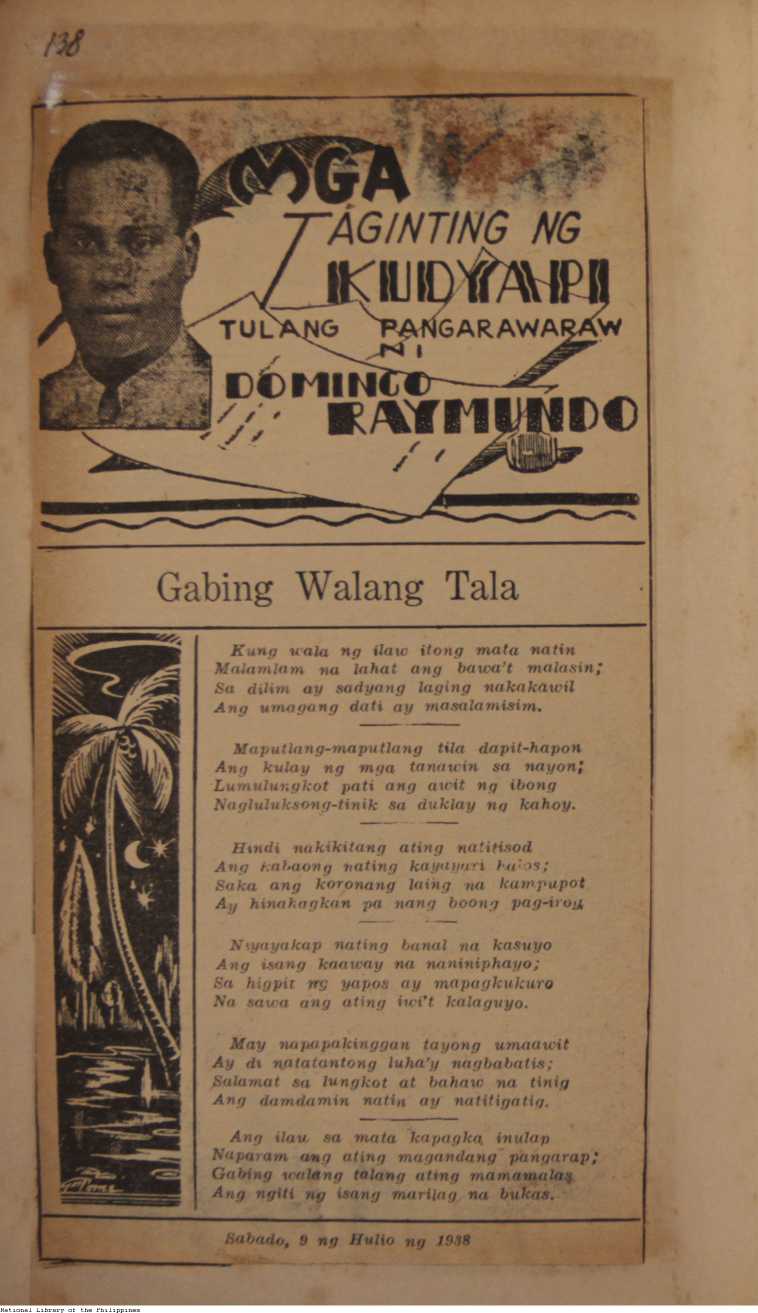 138
MGA
TAGINTING NG
KUDYAPI
TULANG PANGARAWARAW
NI
DOMINGO
RAYMUNDO
Gabing Walang Tala
Kung wala ng ilaw itong mata natin
Malamlam na lahat ang bawa't malasin;
Sa dilim ay sadyang laging nakakawil
Ang umagang dati ay masalamisim.
Maputlang-maputlang tila dapit-hapon
Ang kulay ng mga tanawin sa nayon;
Lumulungkot pati ang awit ng ibong
Nagluluksong-tinik sa duklay ng kahoy.
Hindi nakikitang ating natitisod
Ang kabaong nating kayayari halos;
Saka ang koronang laing na kampupot
Ay hinahagkan pa nang boong pag-irog.
Niyayakap nating banal na kasuyo
Ang isang kaaway na naniniphayo;
Sa higpit ng yapos ay mapagkukuro
Na sawa ang ating iwi't kalaguyo.
May napapakinggan tayong umaawit
Ay di natatantong luha'y nagbabatis;
Salamat sa lungkot at bahaw na tinig
Ang damdamin natin ay natitigatig.
Ang ilaw sa mata kapagka inulap
Naparam ang ating magandang pangarap;
Gabing walang talang ating mamamalas
Ang ngiti ng isang marilag na bukas.
Sabado, 9 ng Hulio ng 1938
National Library of the Philippines